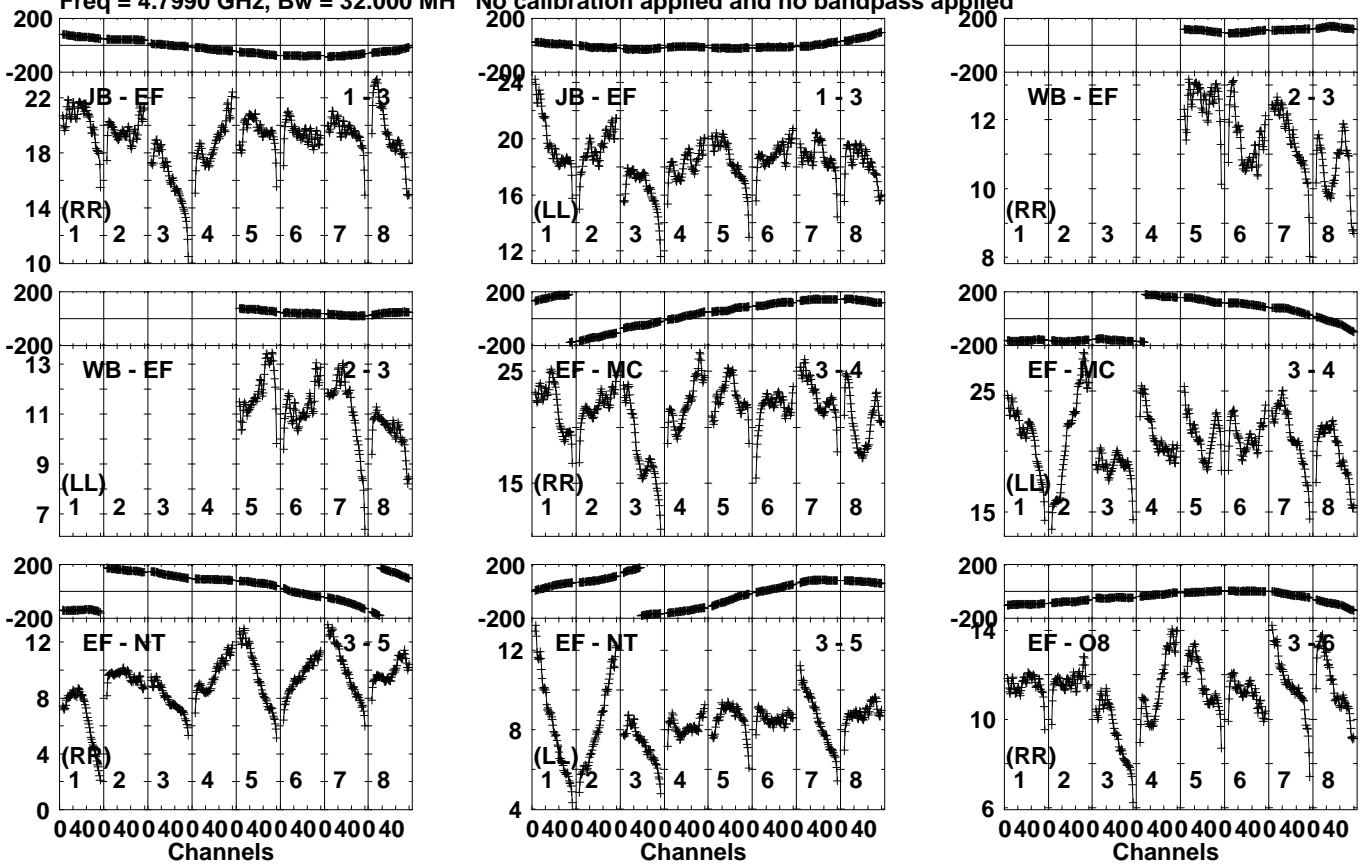 Freq = 4.7990 GHz, Bw = 32.000 MH No calibration applied and no bandpass applied
200
-200
22
18
14
10
JB - EF
1 - 3
(RR)
1 2 3 4 5 6 7 8
200
-200
24
20
16
12
JB - EF
1 - 3
(LL)
1 2 3 4 5 6 7 8
200
-200
12
10
8
WB - EF
2 - 3
(RR)
1 2 3 4 5 6 7 8
200
-200
13
11
9
7
WB - EF
2 - 3
(LL)
1 2 3 4 5 6 7 8
200
-200
25
15
EF - MC
3 - 4
(RR)
1 2 3 4 5 6 7 8
200
-200
25
15
EF - MC
3 - 4
(LL)
1 2 3 4 5 6 7 8
200
-200
12
8
4
0
EF - NT
3 - 5
(RR)
1 2 3 4 5 6 7 8
0 40 0 40 0 40 0 40 0 40 0 40 0 40 0 40
Channels
200
-200
12
8
4
EF - NT
3 - 5
(LL)
1 2 3 4 5 6 7 8
0 40 0 40 0 40 0 40 0 40 0 40 0 40 0 40
Channels
200
-200
14
10
6
EF - O8
3 - 6
(RR)
1 2 3 4 5 6 7 8
0 40 0 40 0 40 0 40 0 40 0 40 0 40 0 40
Channels